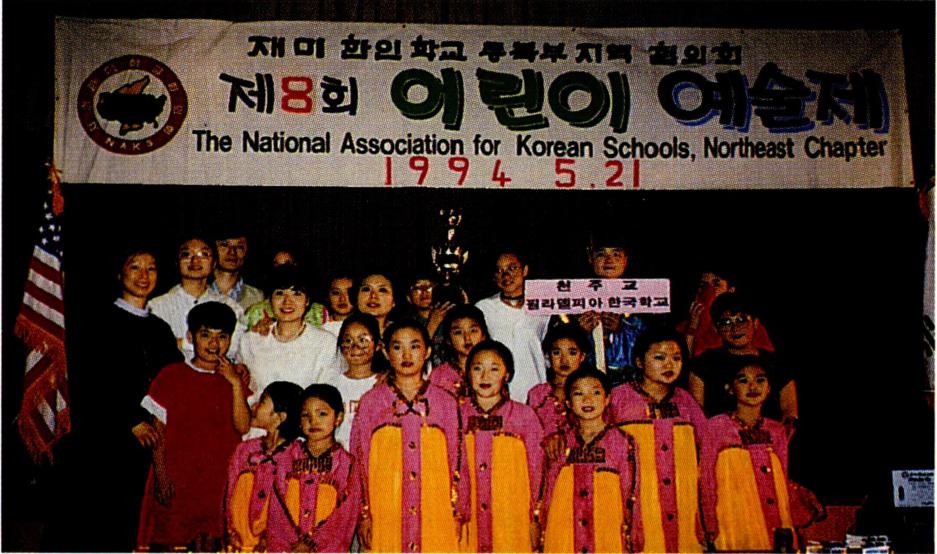 재미 한인 학교 동북부 지역 협의회
제8회 어린이 예술제
The National Association for Korean Schools, Northeast Chapter
1994 5.21
NAKS
천주교
필라델피아 한국학교